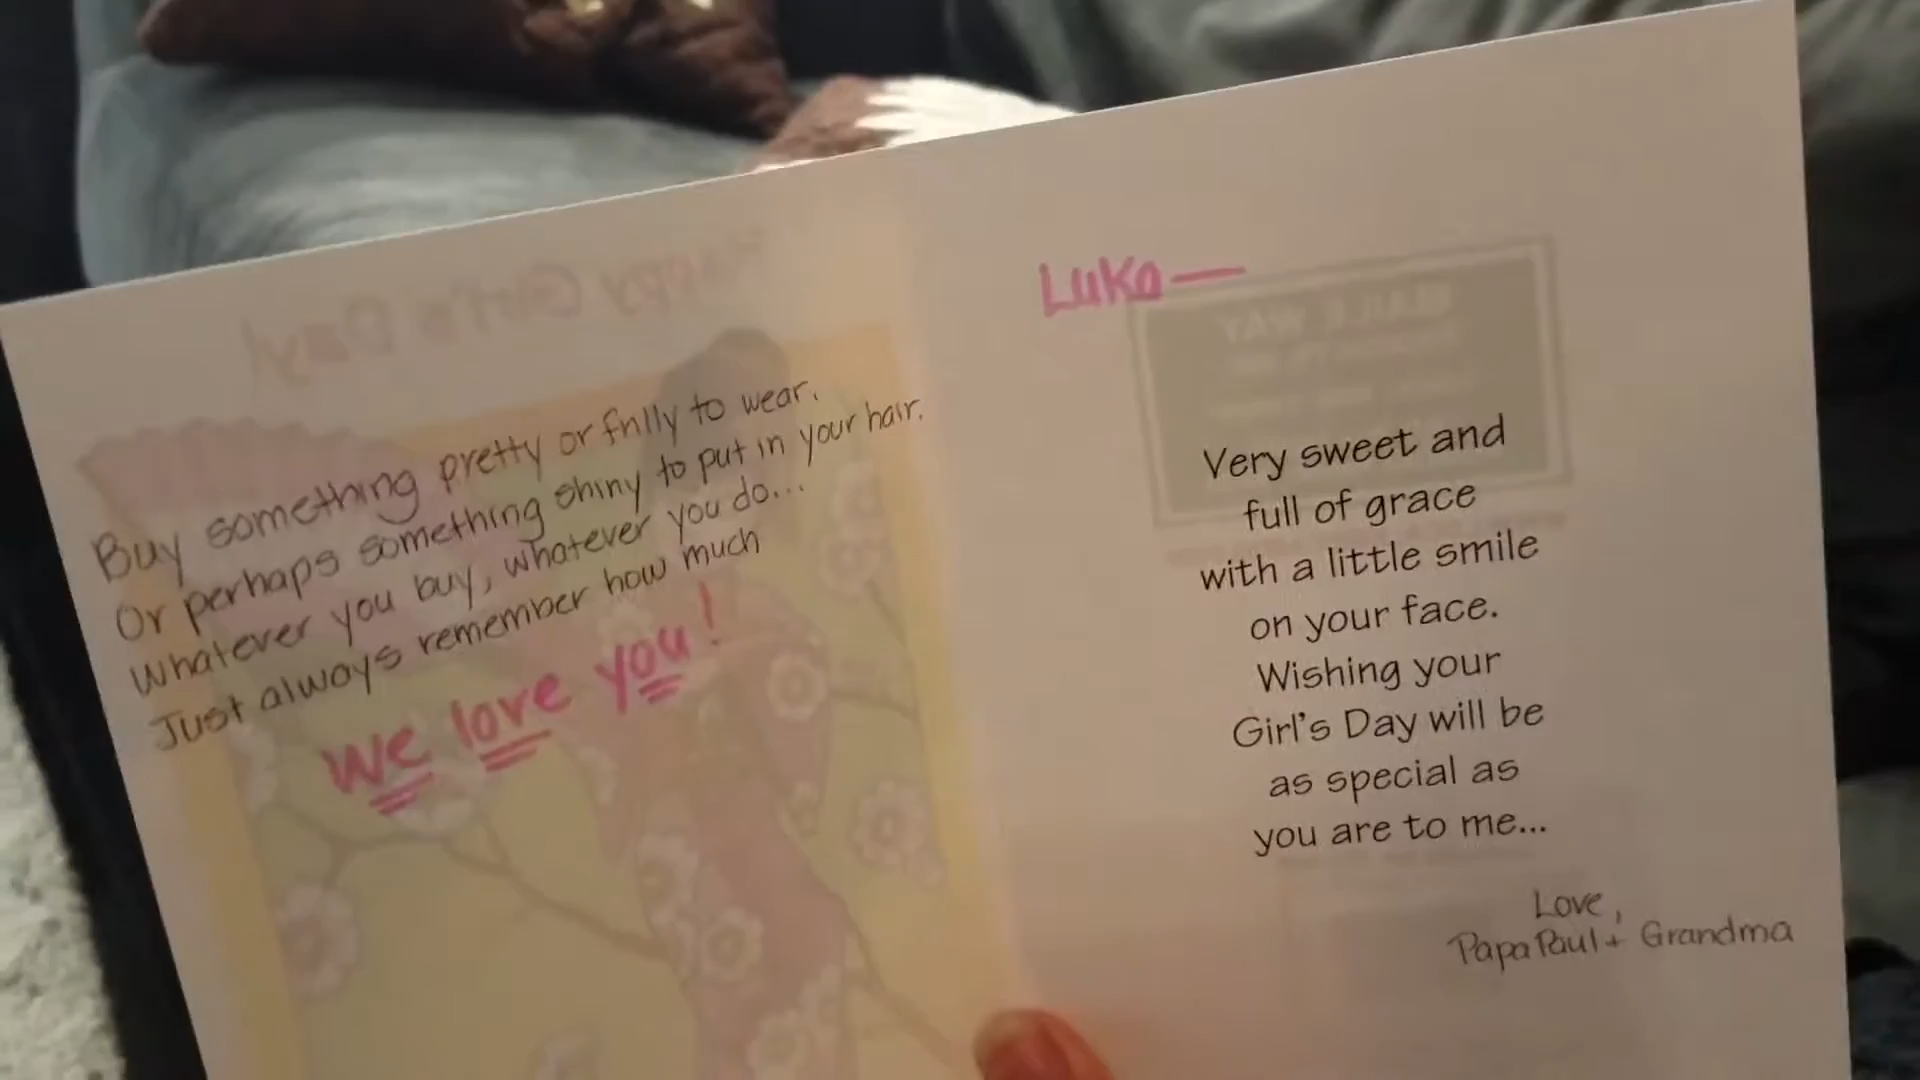 Buy something pretty or frilly to wear.
Or perhaps something shiny to put in your hair.
Whatever you buy, whatever you do...
Just always remember how much
We love you!
Luka—
Very sweet and
full of grace
with a little smile
on your face.
Wishing your
Girl's Day will be
as special as
you are to me...
Love,
Papa Paul + Grandma
Happy Girl's Day!